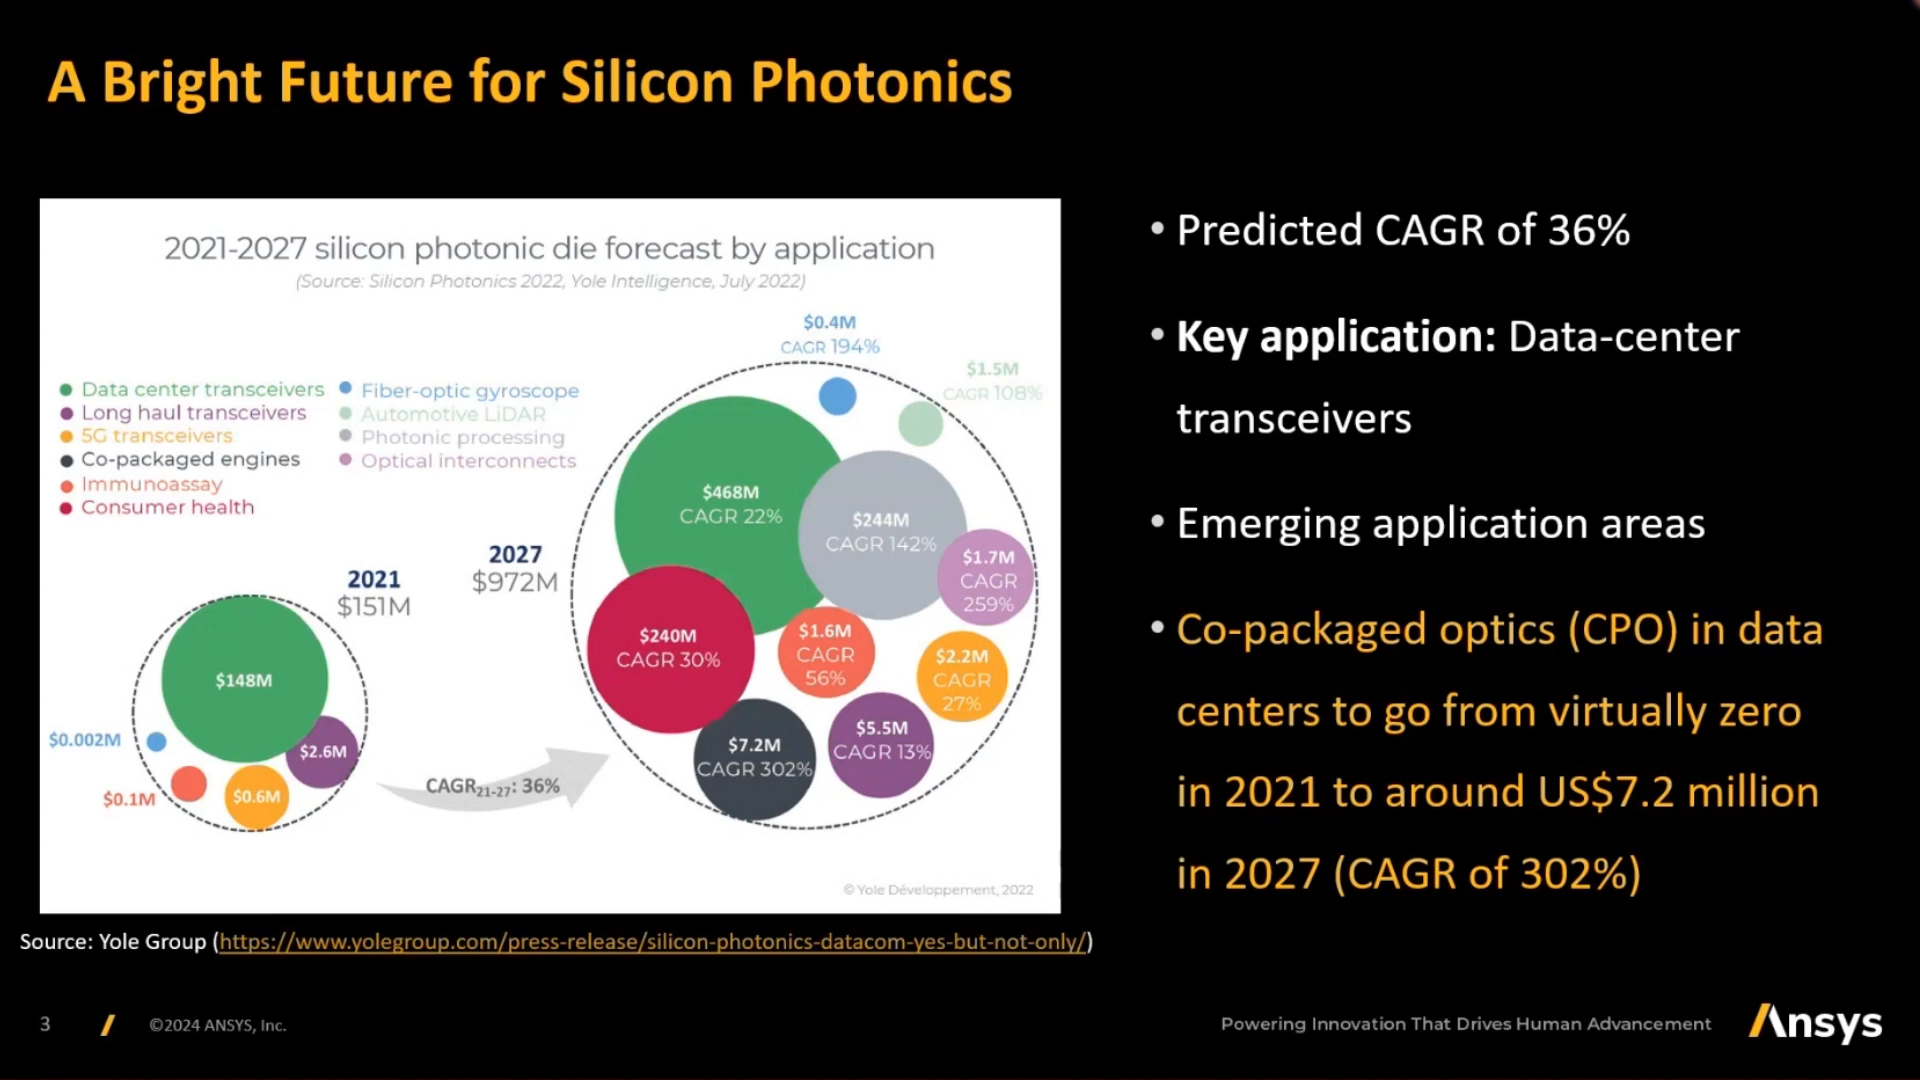 A Bright Future for Silicon Photonics
2021-2027 silicon photonic die forecast by application
(Source: Silicon Photonics 2022, Yole Intelligence, July 2022)
Data center transceivers
Long haul transceivers
5G transceivers
Co-packaged engines
Immunoassay
Consumer health
Fiber-optic gyroscope
Automotive LiDAR
Photonic processing
Optical interconnects
2021
$151M
$148M
$0.002M
$2.6M
$0.1M
$0.6M
CAGR21-27: 36%
2027
$972M
$0.4M
CAGR 194%
$1.5M
CAGR 108%
$468M
CAGR 22%
$244M
CAGR 142%
$1.7M
CAGR
259%
$240M
CAGR 30%
$1.6M
CAGR
56%
$2.2M
CAGR
27%
$7.2M
CAGR 302%
$5.5M
CAGR 13%
© Yole Développement, 2022
Source: Yole Group (https://www.yolegroup.com/press-release/silicon-photonics-datacom-yes-but-not-only/)
• Predicted CAGR of 36%
• Key application: Data-center
transceivers
• Emerging application areas
• Co-packaged optics (CPO) in data
centers to go from virtually zero
in 2021 to around US$7.2 million
in 2027 (CAGR of 302%)
3
©2024 ANSYS, Inc.
Powering Innovation That Drives Human Advancement
Ansys